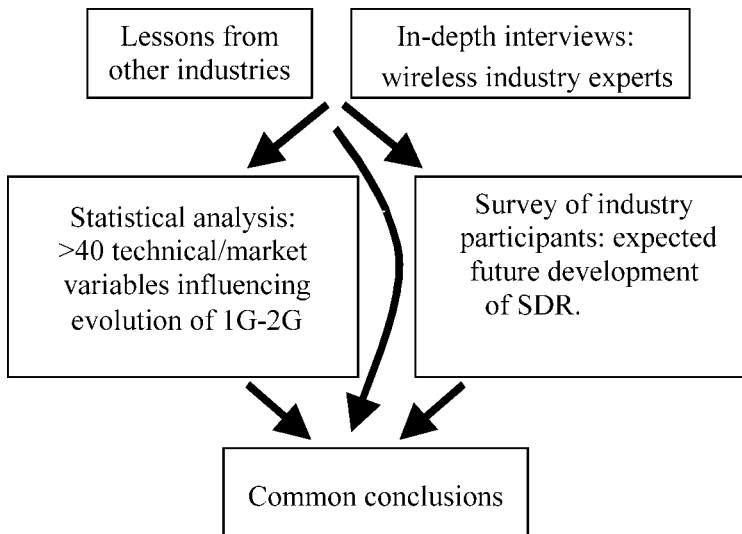 Lessons from
other industries
In-depth interviews:
wireless industry experts
Statistical analysis:
>40 technical/market
variables influencing
evolution of 1G-2G
Survey of industry
participants: expected
future development
of SDR.
Common conclusions